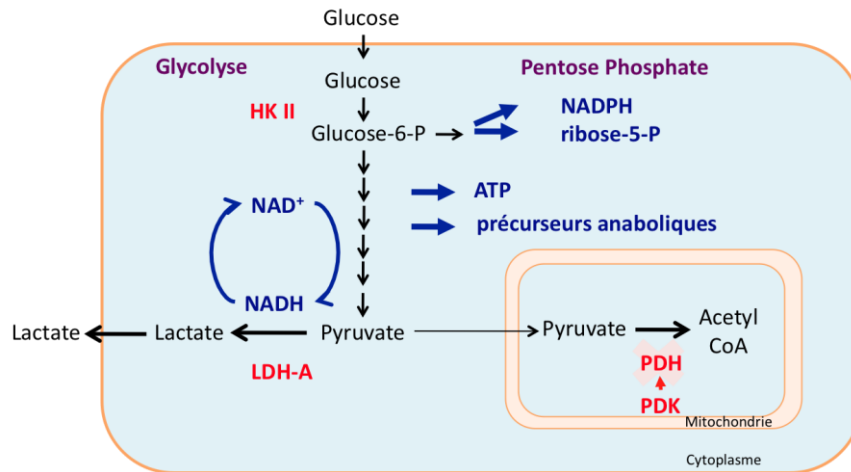 Glucose
Glycolyse
Pentose Phosphate
Glucose
HK II
NADPH
Glucose-6-P
ribose-5-P
ATP
NAD⁺
précurseurs anaboliques
NADH
Lactate
Lactate
Pyruvate
Pyruvate
Acetyl
CoA
LDH-A
PDH
PDK
Mitochondrie
Cytoplasme